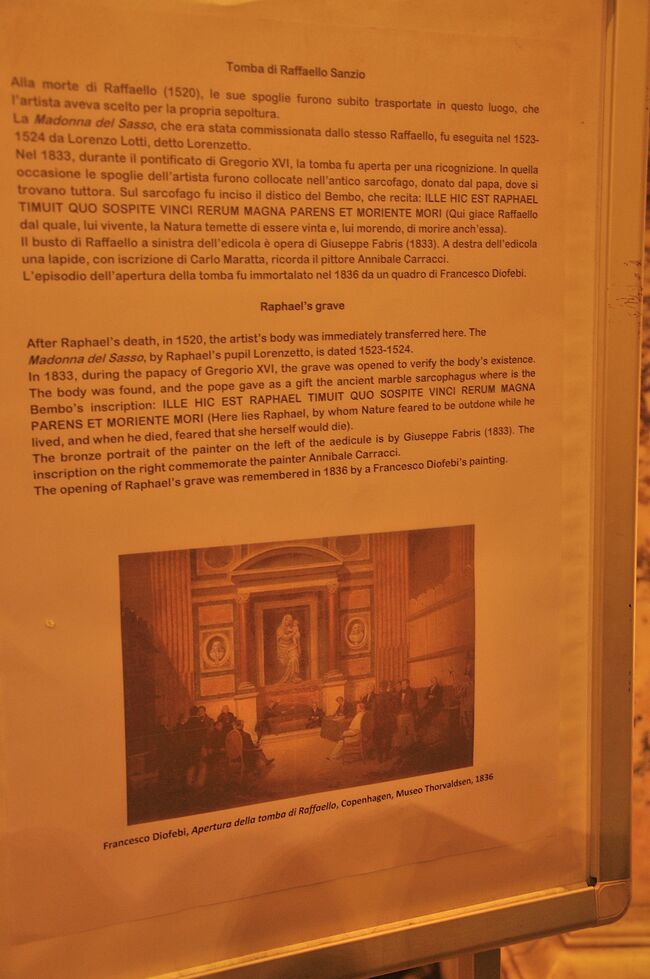 Tomba di Raffaello Sanzio
Alla morte di Raffaello (1520), le sue spoglie furono subito trasportate in questo luogo, che
l'artista aveva scelto per la propria sepoltura.
La Madonna del Sasso, che era stata commissionata dallo stesso Raffaello, fu eseguita nel 1523-
1524 da Lorenzo Lotti, detto Lorenzetto.
Nel 1833, durante il pontificato di Gregorio XVI, la tomba fu aperta per una ricognizione. In quella
occasione le spoglie dell'artista furono collocate nell'antico sarcofago, donato dal papa, dove si
trovano tuttora. Sul sarcofago fu inciso il distico del Bembo, che recita: ILLE HIC EST RAPHAEL
TIMUIT QUO SOSPITE VINCI RERUM MAGNA PARENS ET MORIENTE MORI (Qui giace Raffaello
dal quale, lui vivente, la Natura temette di essere vinta e, lui morendo, di morire anch'essa).
Il busto di Raffaello a sinistra dell'edicola è opera di Giuseppe Fabris (1833). A destra dell'edicola
una lapide, con iscrizione di Carlo Maratta, ricorda il pittore Annibale Carracci.
L'episodio dell'apertura della tomba fu immortalato nel 1836 da un quadro di Francesco Diofebi.
Raphael's grave
After Raphael's death, in 1520, the artist's body was immediately transferred here. The
Madonna del Sasso, by Raphael's pupil Lorenzetto, is dated 1523-1524.
In 1833, during the papacy of Gregorio XVI, the grave was opened to verify the body's existence.
The body was found, and the pope gave as a gift the ancient marble sarcophagus where is the
Bembo's inscription: ILLE HIC EST RAPHAEL TIMUIT QUO SOSPITE VINCI RERUM MAGNA
PARENS ET MORIENTE MORI (Here lies Raphael, by whom Nature feared to be outdone while he
lived, and when he died, feared that she herself would die).
The bronze portrait of the painter on the left of the aedicule is by Giuseppe Fabris (1833). The
inscription on the right commemorate the painter Annibale Carracci.
The opening of Raphael's grave was remembered in 1836 by a Francesco Diofebi's painting.
Francesco Diofebi, Apertura della tomba di Raffaello, Copenhagen, Museo Thorvaldsen, 1836